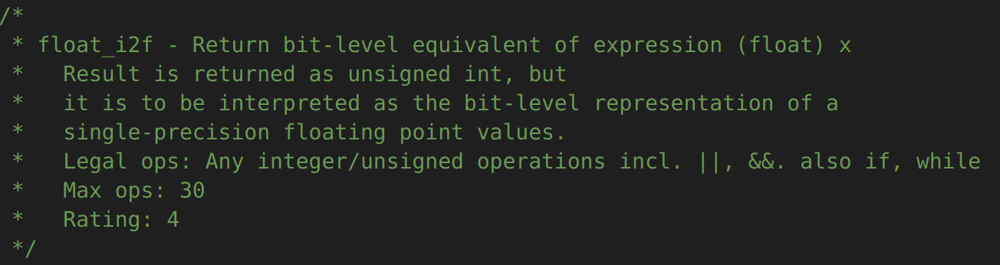 /*
 * float_i2f - Return bit-level equivalent of expression (float) x
 *   Result is returned as unsigned int, but
 *   it is to be interpreted as the bit-level representation of a
 *   single-precision floating point values.
 *   Legal ops: Any integer/unsigned operations incl. ||, &&. also if, while
 *   Max ops: 30
 *   Rating: 4
 */